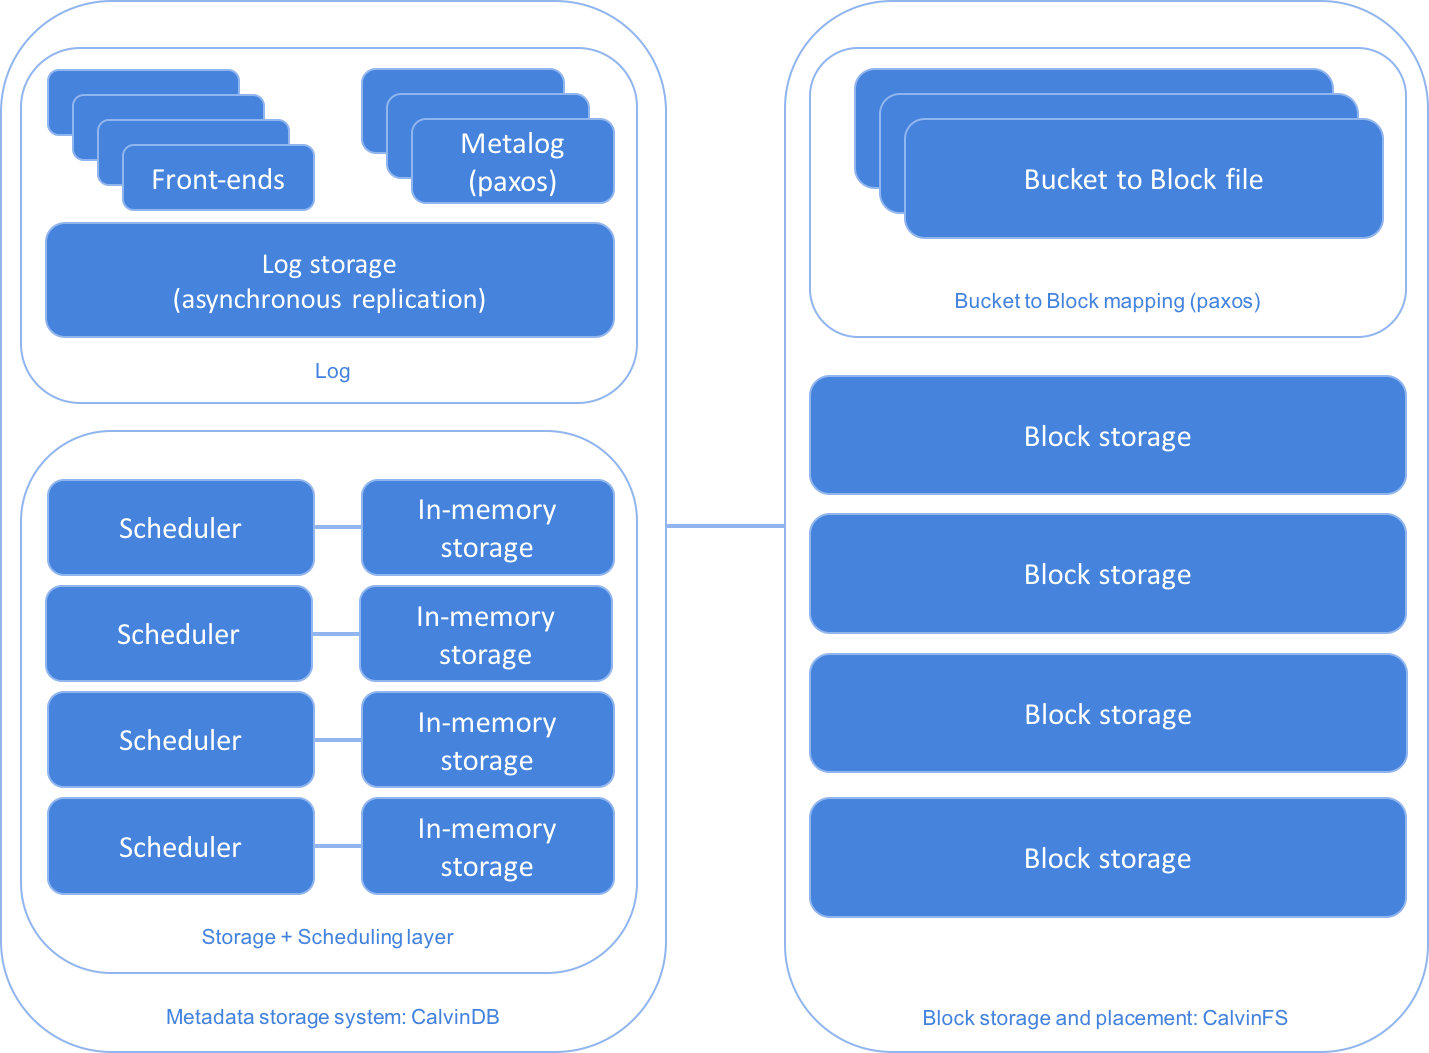 Front-ends
Metalog
(paxos)
Log storage
(asynchronous replication)
Log
Scheduler
In-memory
storage
Scheduler
In-memory
storage
Scheduler
In-memory
storage
Scheduler
In-memory
storage
Storage + Scheduling layer
Metadata storage system: CalvinDB
Bucket to Block file
Bucket to Block mapping (paxos)
Block storage
Block storage
Block storage
Block storage
Block storage and placement: CalvinFS